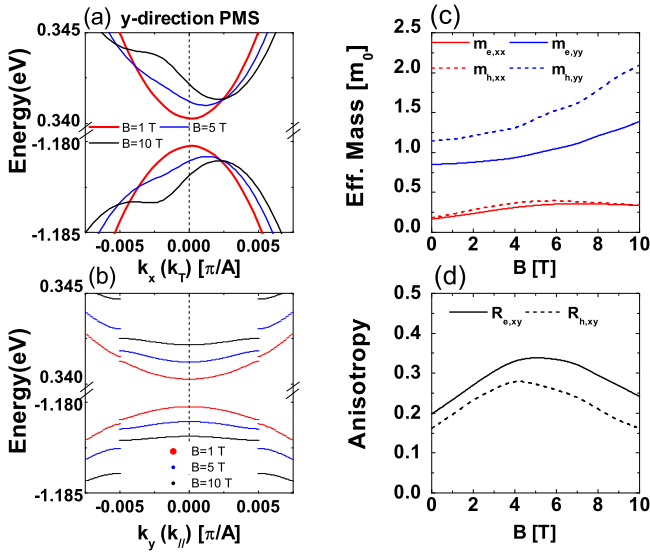 (a) y-direction PMS
0.345
0.340
-1.180
-1.185
Energy(eV)
B=1 T B=5 T
B=10 T
-0.005 0.000 0.005
k_x (k_T) [π/A]
(b)
0.345
0.340
-1.180
-1.185
Energy(eV)
B=1 T
B=5 T
B=10 T
-0.005 0.000 0.005
k_y (k_//) [π/A]
(c)
m_e,xx m_e,yy
m_h,xx m_h,yy
2.5
2.0
1.5
1.0
0.5
0.0
Eff. Mass [m_0]
0 2 4 6 8 10
B [T]
(d)
R_e,xy R_h,xy
0.5
0.4
0.3
0.2
0.1
0.0
Anisotropy
0 2 4 6 8 10
B [T]